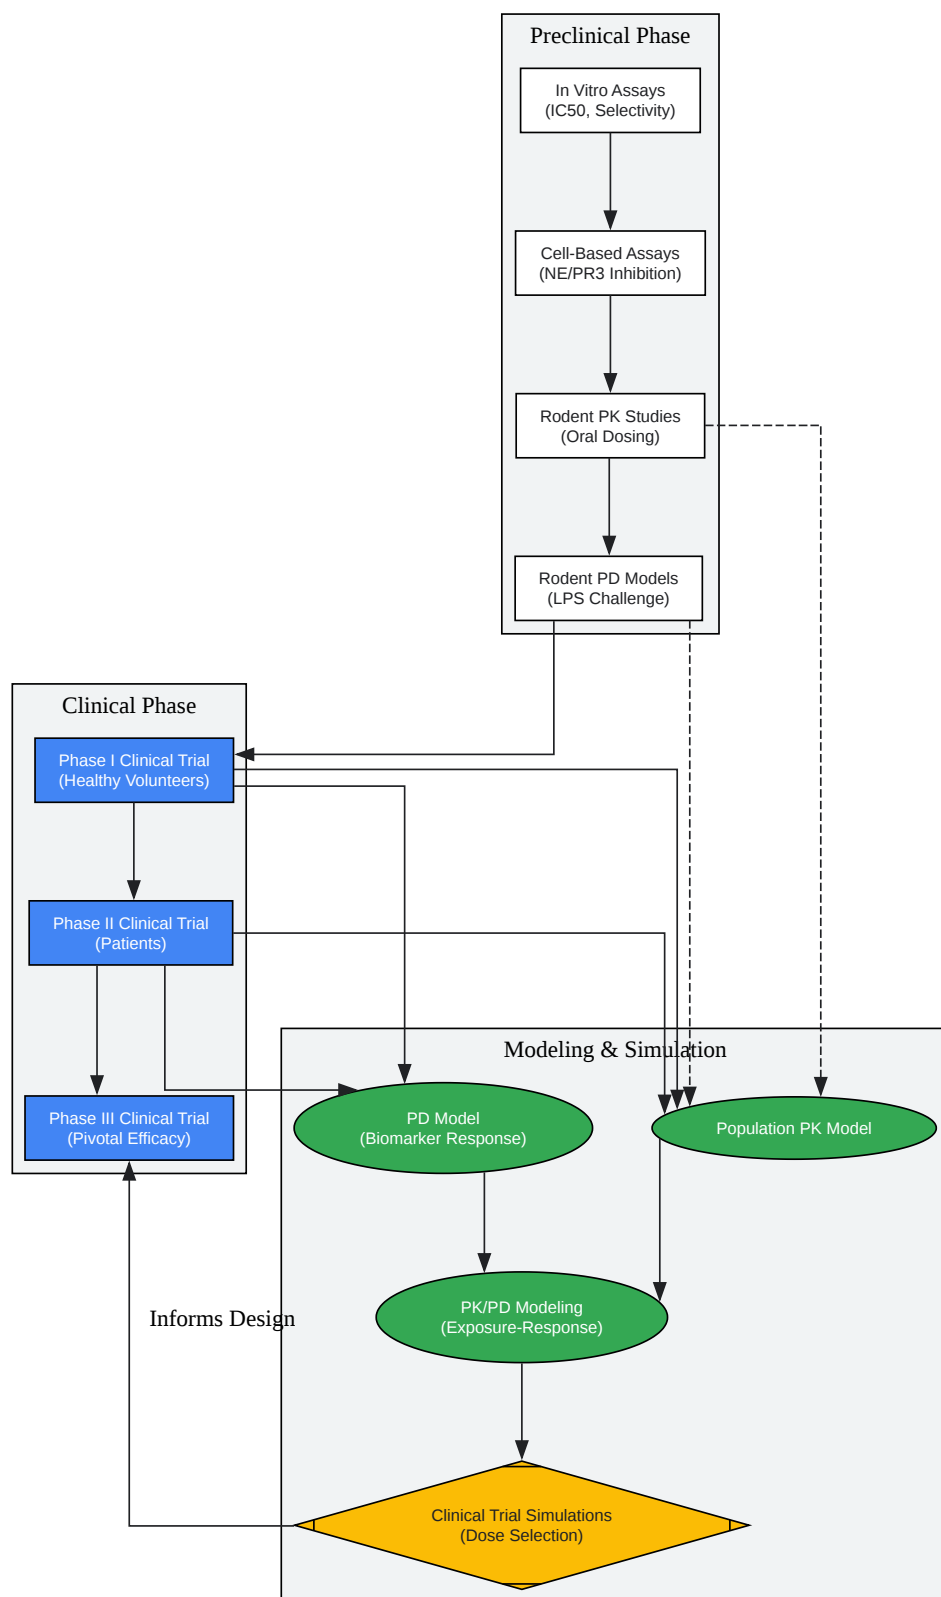 Preclinical Phase
In Vitro Assays
(IC50, Selectivity)
Cell-Based Assays
(NE/PR3 Inhibition)
Rodent PK Studies
(Oral Dosing)
Rodent PD Models
(LPS Challenge)
Clinical Phase
Phase I Clinical Trial
(Healthy Volunteers)
Phase II Clinical Trial
(Patients)
Phase III Clinical Trial
(Pivotal Efficacy)
Modeling & Simulation
PD Model
(Biomarker Response)
Population PK Model
PK/PD Modeling
(Exposure-Response)
Informs Design
Clinical Trial Simulations
(Dose Selection)